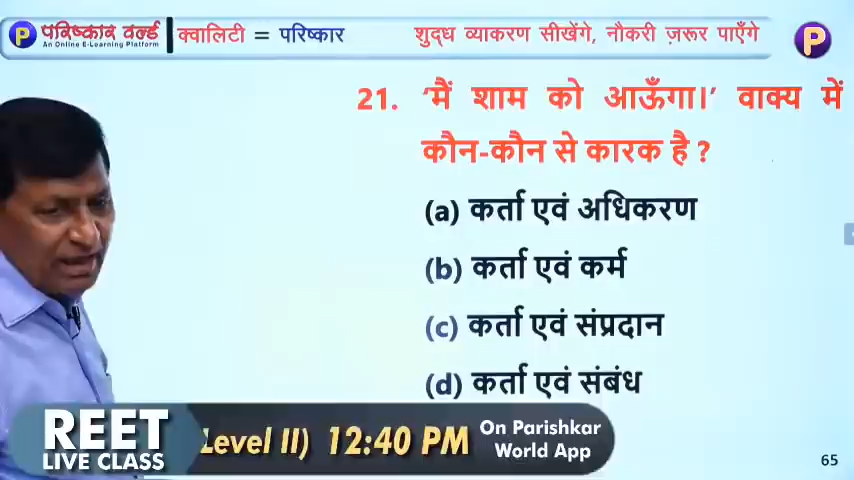 परिष्कार वर्ल्ड
An Online E-Learning Platform
क्वालिटी = परिष्कार
शुद्ध व्याकरण सीखेंगे, नौकरी ज़रूर पाएँगे
P
P
21. ‘मैं शाम को आऊँगा।’ वाक्य में
कौन-कौन से कारक है ?
(a) कर्ता एवं अधिकरण
(b) कर्ता एवं कर्म
(c) कर्ता एवं संप्रदान
(d) कर्ता एवं संबंध
REET
LIVE CLASS
Level II) 12:40 PM
On Parishkar
World App
65